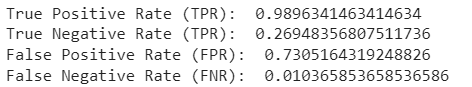 True Positive Rate (TPR):  0.9896341463414634
True Negative Rate (TPR):  0.26948356807511736
False Positive Rate (FPR):  0.7305164319248826
False Negative Rate (FNR):  0.010365853658536586